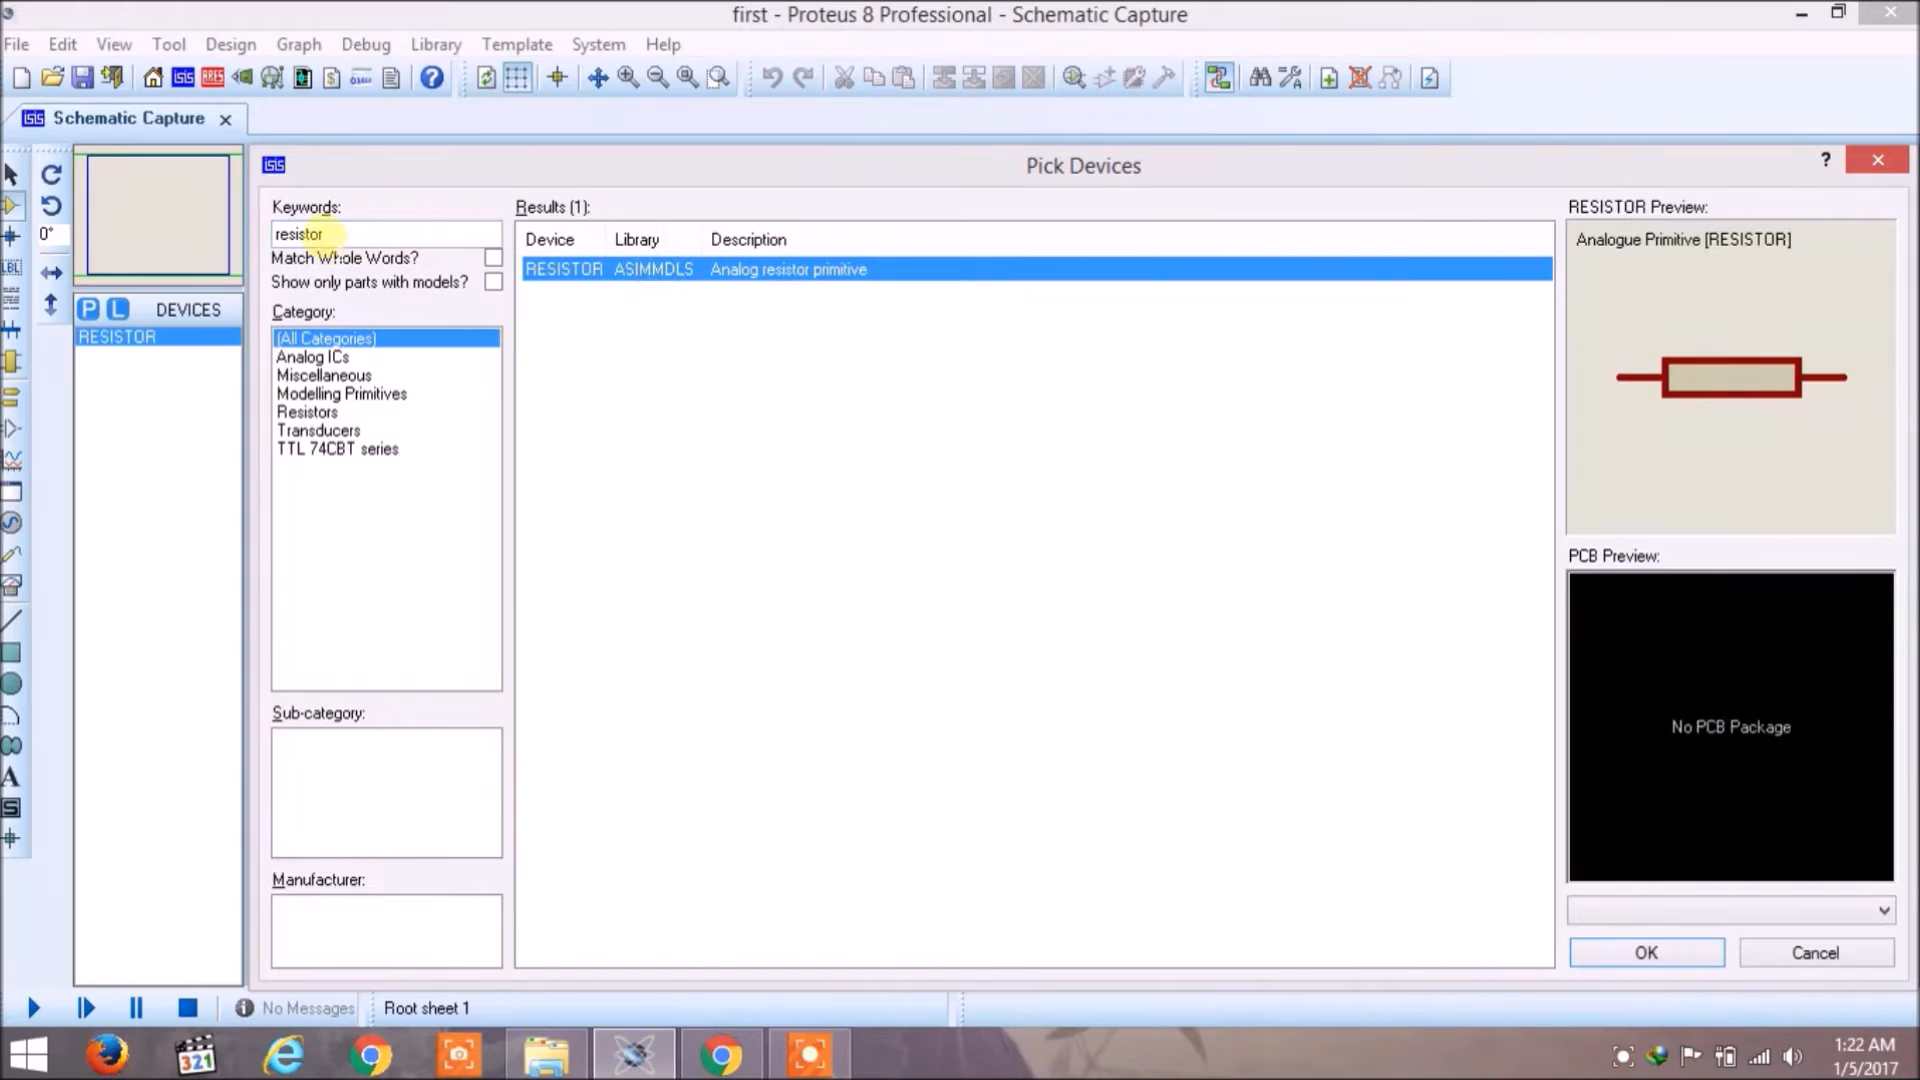 first - Proteus 8 Professional - Schematic Capture
File Edit View Tool Design Graph Debug Library Template System Help
Schematic Capture
Pick Devices
0°
LBL
P L DEVICES
RESISTOR
Keywords:
resistor
Match Whole Words?
Show only parts with models?
Category:
(All Categories)
Analog ICs
Miscellaneous
Modelling Primitives
Resistors
Transducers
TTL 74CBT series
Sub-category:
Manufacturer:
Results (1):
Device Library Description
RESISTOR ASIMMDLS Analog resistor primitive
RESISTOR Preview:
Analogue Primitive [RESISTOR]
PCB Preview:
No PCB Package
OK Cancel
No Messages Root sheet 1
321
1:22 AM
1/5/2017